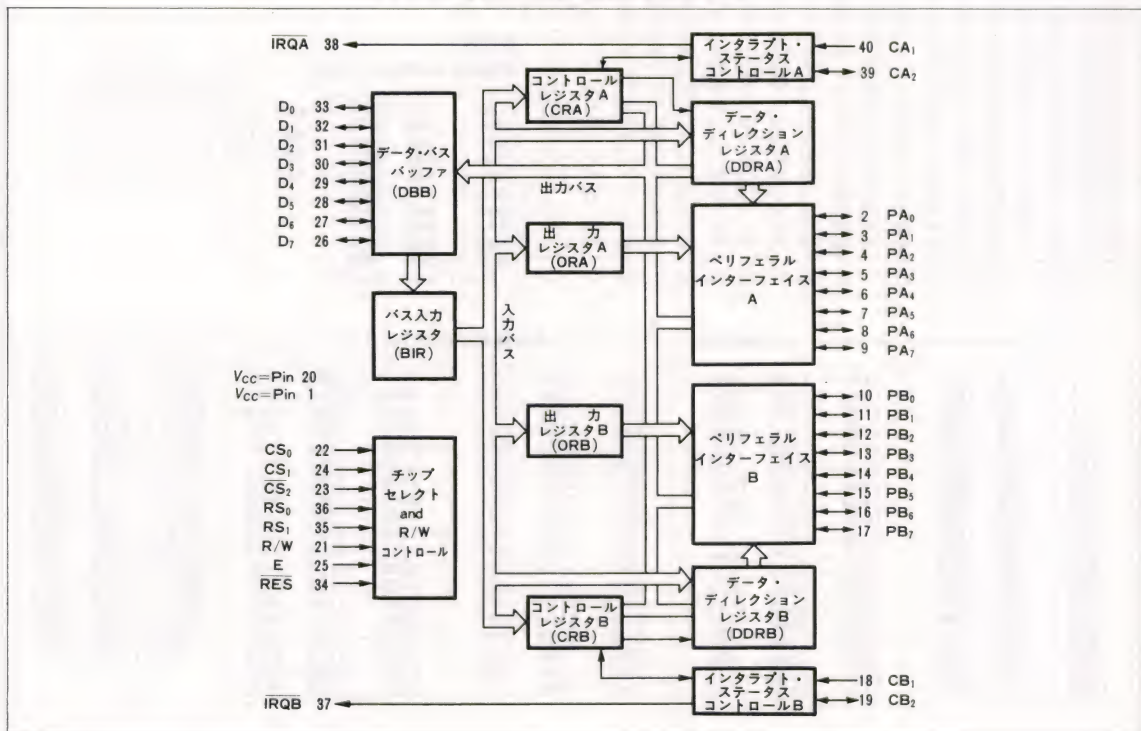 IRQA 38
インタラプト・
ステータス
コントロールA
40 CA1
39 CA2
コントロール
レジスタA
(CRA)
データ・
ディレクション
レジスタA
(DDRA)
D0 33
D1 32
D2 31
D3 30
D4 29
D5 28
D6 27
D7 26
データ・バス
バッファ
(DBB)
出力バス
出 力
レジスタA
(ORA)
ペリフェラル
インターフェイス
A
2 PA0
3 PA1
4 PA2
5 PA3
6 PA4
7 PA5
8 PA6
9 PA7
バス入力
レジスタ
(BIR)
入力バス
VCC=Pin 20
VCC=Pin 1
出 力
レジスタB
(ORB)
ペリフェラル
インターフェイス
B
10 PB0
11 PB1
12 PB2
13 PB3
14 PB4
15 PB5
16 PB6
17 PB7
CS0 22
CS1 24
CS2 23
RS0 36
RS1 35
R/W 21
E 25
RES 34
チップ
セレクト
and
R/W
コントロール
コントロール
レジスタB
(CRB)
データ・
ディレクション
レジスタB
(DDRB)
インタラプト・
ステータス
コントロールB
18 CB1
19 CB2
IRQB 37